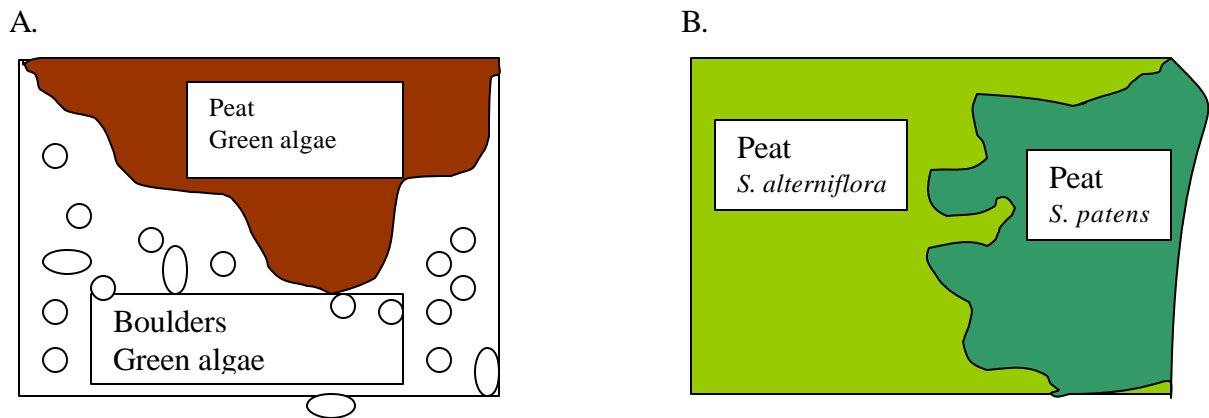 A.
B.
Peat
Green algae
Boulders
Green algae
Peat
S. alterniflora
Peat
S. patens